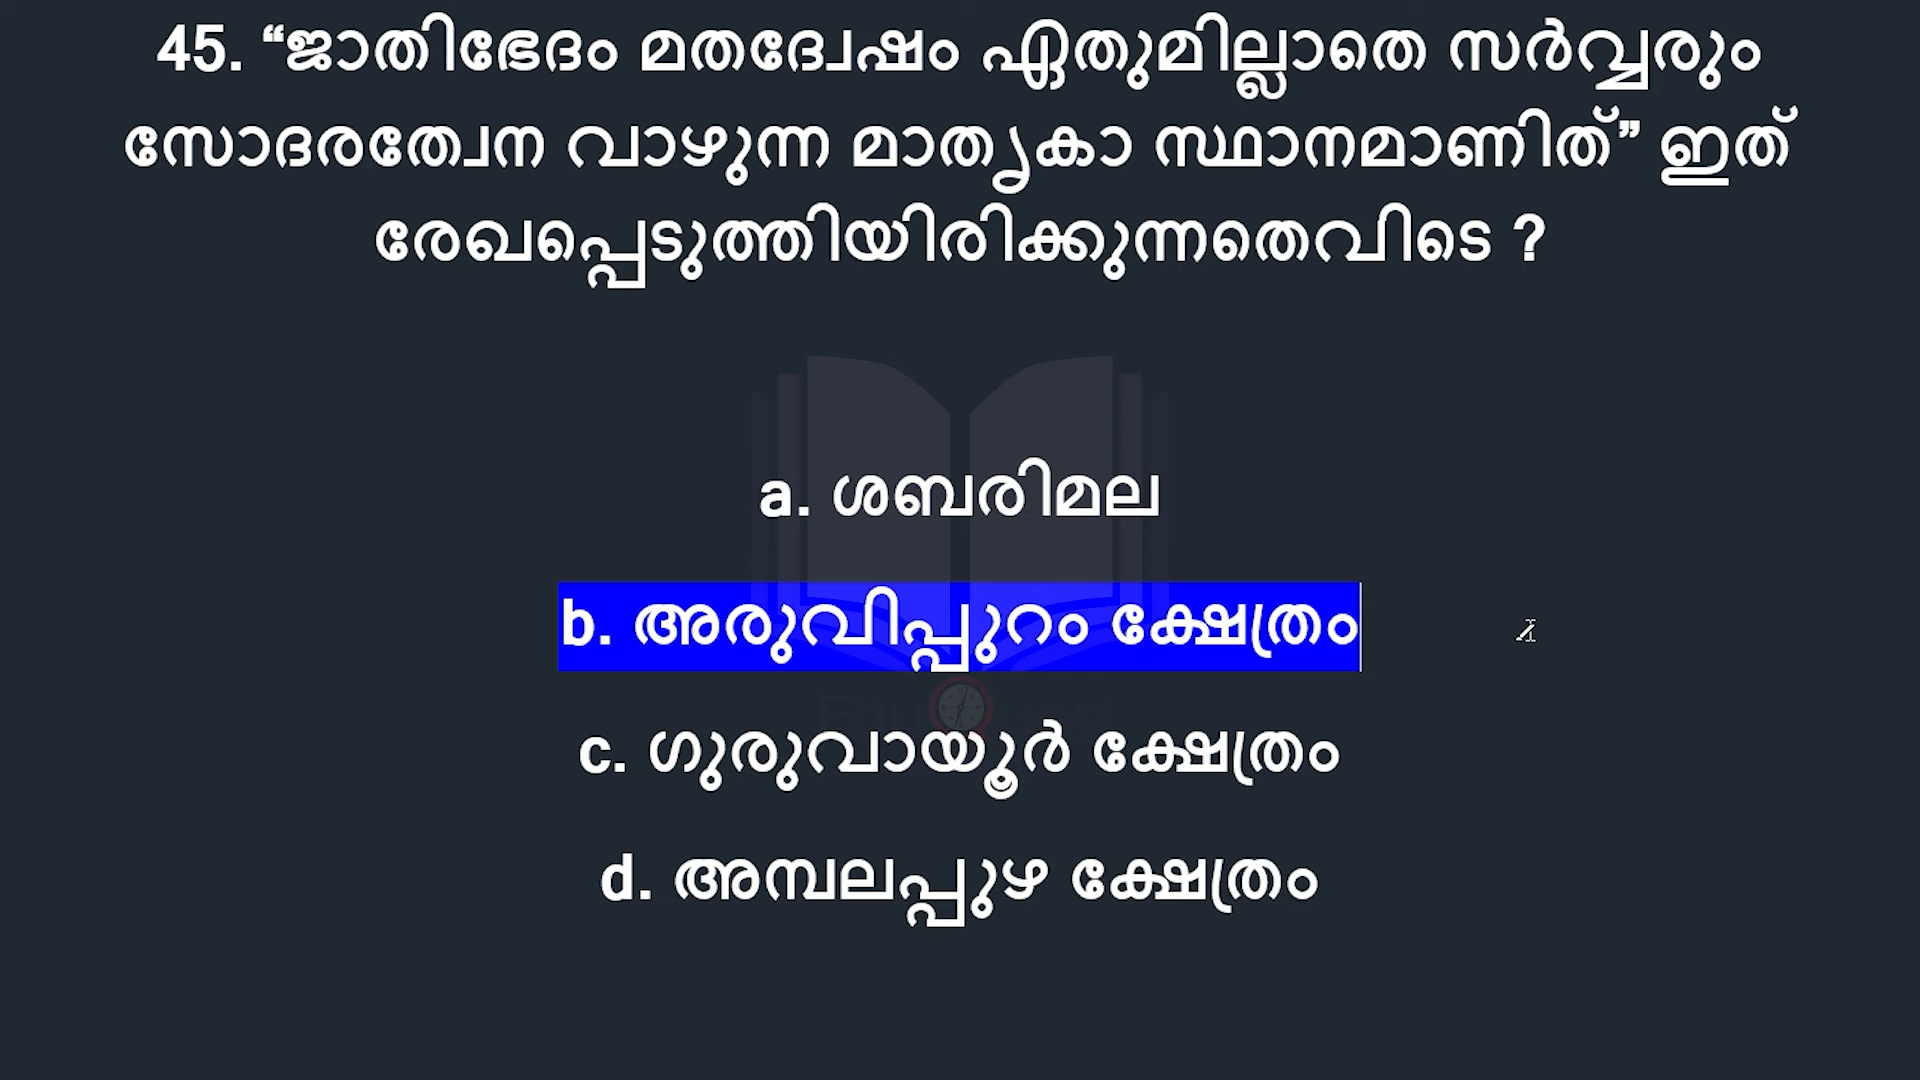 45. “ജാതിഭേദം മതദ്വേഷം ഏതുമില്ലാതെ സർവ്വരും
സോദരത്വേന വാഴുന്ന മാതൃകാ സ്ഥാനമാണിത്” ഇത്
രേഖപ്പെടുത്തിയിരിക്കുന്നതെവിടെ ?
a. ശബരിമല
b. അരുവിപ്പുറം ക്ഷേത്രം
c. ഗുരുവായൂർ ക്ഷേത്രം
d. അമ്പലപ്പുഴ ക്ഷേത്രം